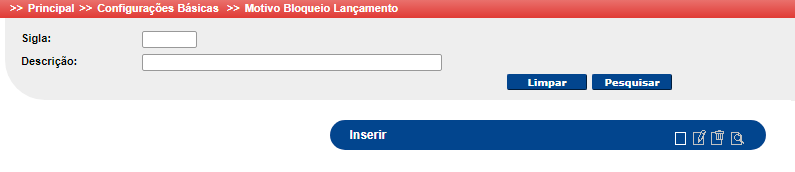 >> Principal >> Configurações Básicas >> Motivo Bloqueio Lançamento
Sigla:
Descrição:
Limpar Pesquisar
Inserir